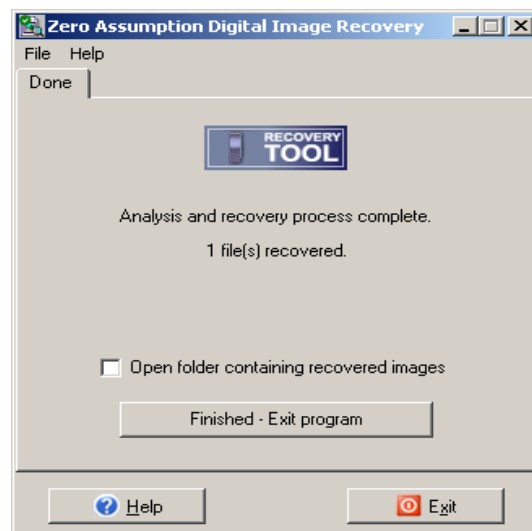 Zero Assumption Digital Image Recovery
File Help
Done
RECOVERY
TOOL
Analysis and recovery process complete.
1 file(s) recovered.
Open folder containing recovered images
Finished - Exit program
Help Exit